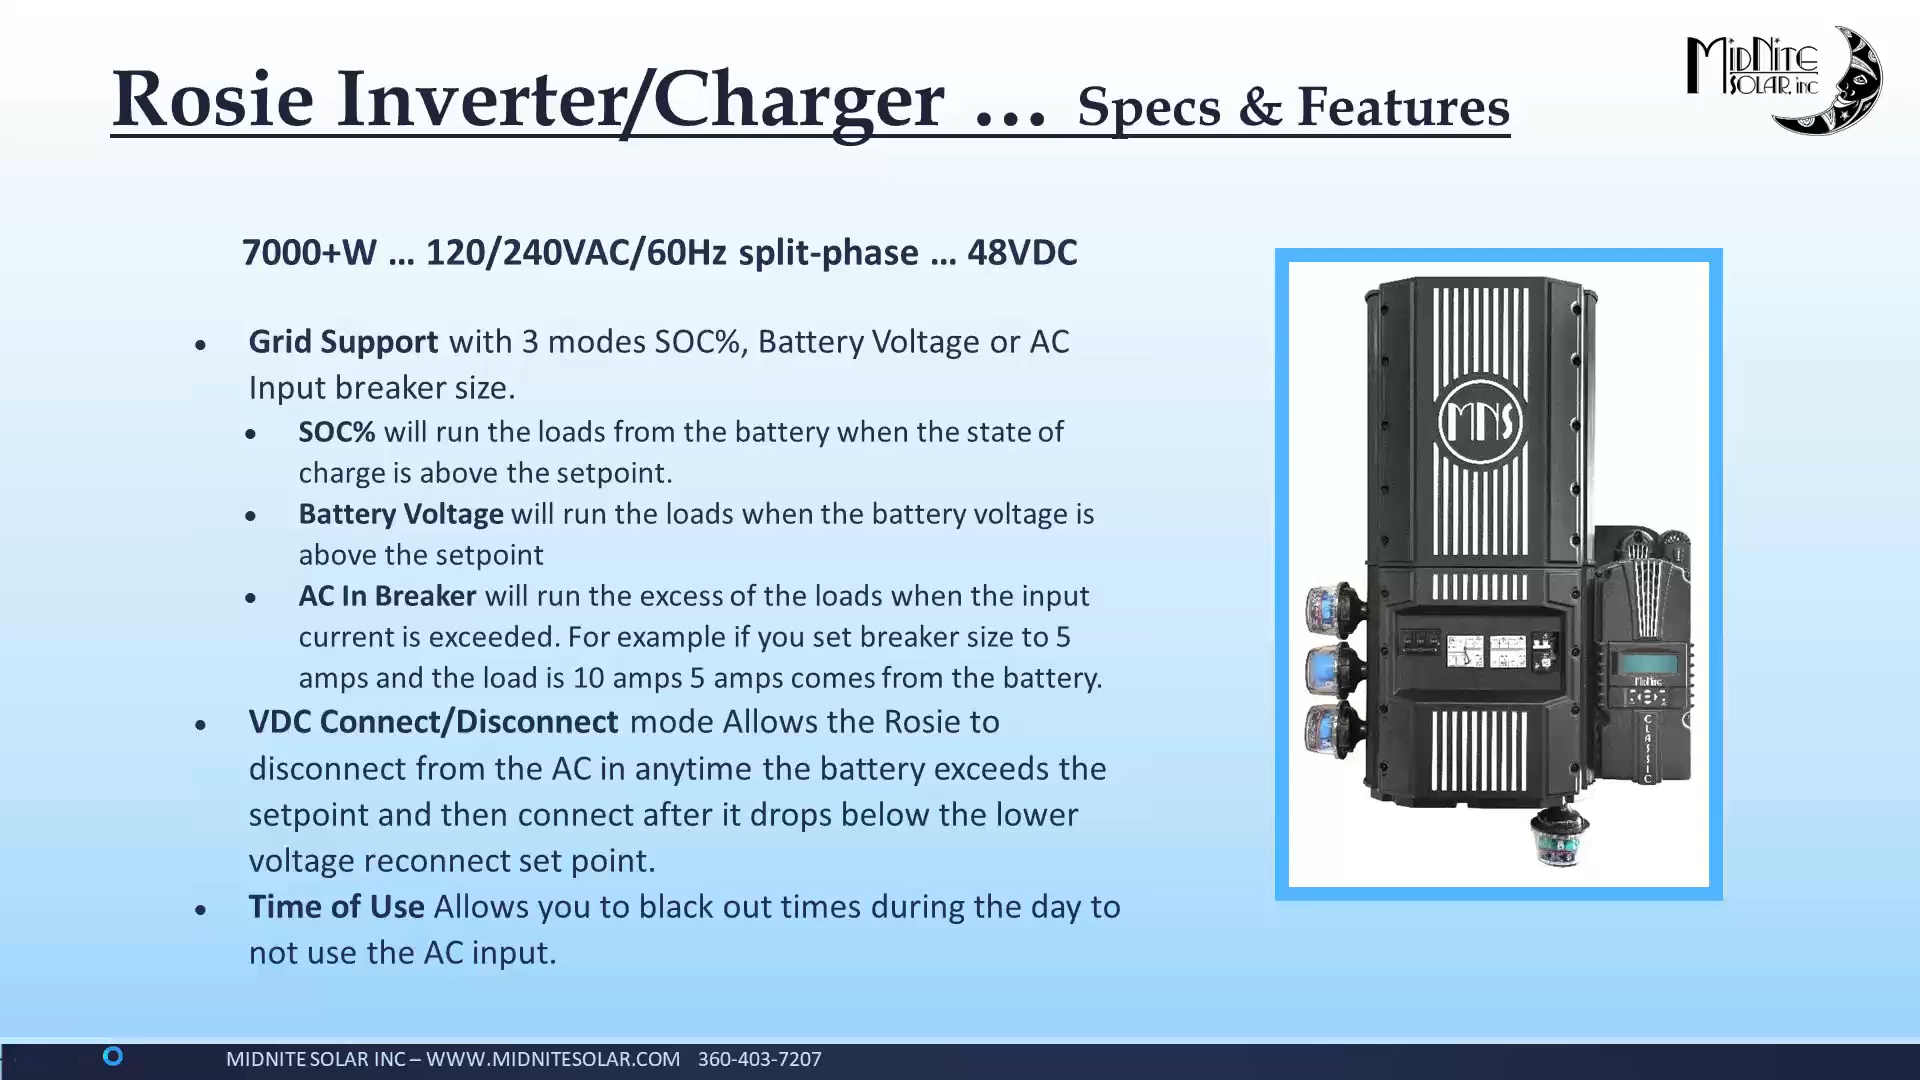 MIDNITE
SOLAR, inc
Rosie Inverter/Charger … Specs & Features
7000+W … 120/240VAC/60Hz split-phase … 48VDC
• Grid Support with 3 modes SOC%, Battery Voltage or AC
Input breaker size.
• SOC% will run the loads from the battery when the state of
charge is above the setpoint.
• Battery Voltage will run the loads when the battery voltage is
above the setpoint
• AC In Breaker will run the excess of the loads when the input
current is exceeded. For example if you set breaker size to 5
amps and the load is 10 amps 5 amps comes from the battery.
• VDC Connect/Disconnect mode Allows the Rosie to
disconnect from the AC in anytime the battery exceeds the
setpoint and then connect after it drops below the lower
voltage reconnect set point.
• Time of Use Allows you to black out times during the day to
not use the AC input.
MNS
MidNite
CLASSIC
MIDNITE SOLAR INC – WWW.MIDNITESOLAR.COM 360-403-7207